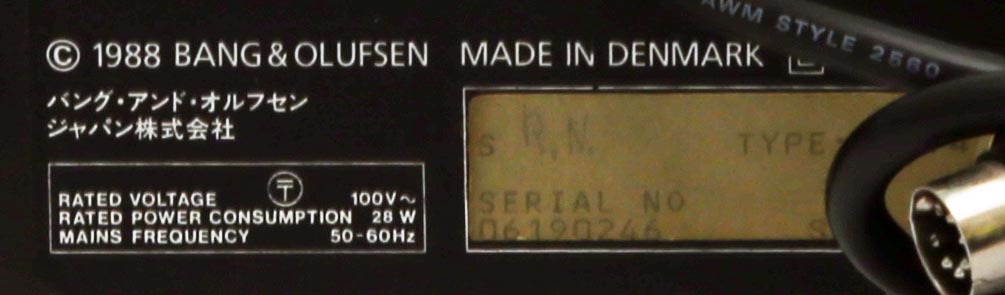 © 1988 BANG & OLUFSEN MADE IN DENMARK
バング・アンド・オルフセン
ジャパン株式会社
RATED VOLTAGE 〒 100V~
RATED POWER CONSUMPTION 28 W
MAINS FREQUENCY 50-60Hz
S R.N. TYPE
SERIAL NO
06190246 S
AWM STYLE 2560